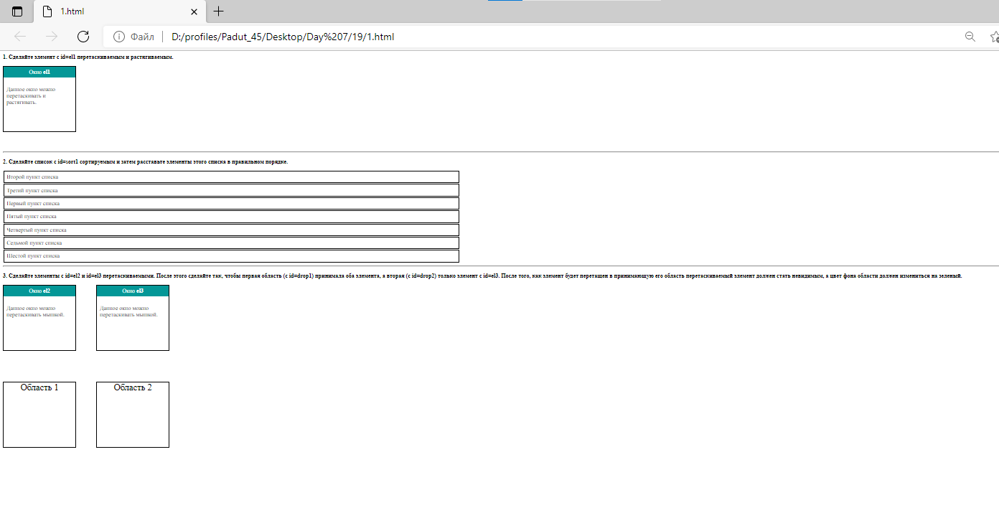 1.html
Файл
D:/profiles/Padut_45/Desktop/Day%207/19/1.html
1. Сделайте элемент с id=el1 перетаскиваемым и растягиваемым.
Окно el1
Данное окно можно
перетаскивать и
растягивать.
2. Сделайте список с id=sort1 сортируемым и затем расставьте элементы этого списка в правильном порядке.
Второй пункт списка
Третий пункт списка
Первый пункт списка
Пятый пункт списка
Четвертый пункт списка
Седьмой пункт списка
Шестой пункт списка
3. Сделайте элементы с id=el2 и id=el3 перетаскиваемыми. После этого сделайте так, чтобы первая область (с id=drop1) принимала оба элемента, а вторая (с id=drop2) только элемент с id=el3. После того, как элемент будет перетащен в принимающую его область перетаскиваемый элемент должен стать невидимым, а цвет фона области должен измениться на зеленый.
Окно el2
Данное окно можно
перетаскивать мышкой.
Окно el3
Данное окно можно
перетаскивать мышкой.
Область 1
Область 2